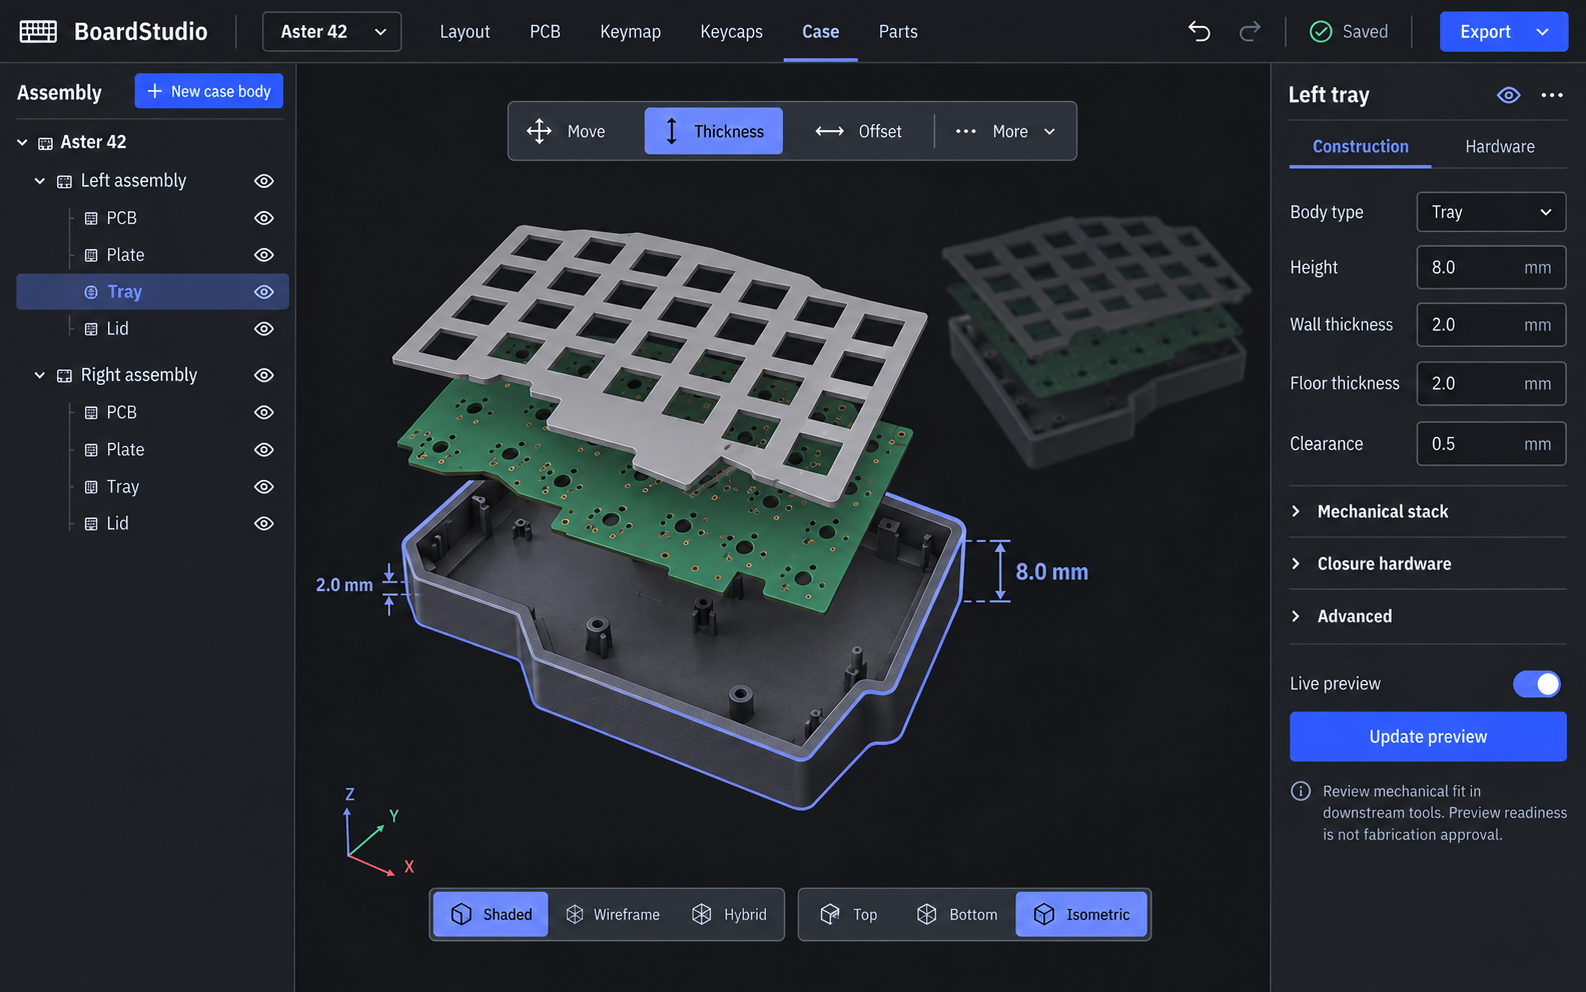 BoardStudio
Aster 42
Layout
PCB
Keymap
Keycaps
Case
Parts
Saved
Export
Assembly
New case body
Aster 42
Left assembly
PCB
Plate
Tray
Lid
Right assembly
PCB
Plate
Tray
Lid
Move
Thickness
Offset
More
2.0 mm
8.0 mm
Z
Y
X
Shaded
Wireframe
Hybrid
Top
Bottom
Isometric
Left tray
Construction
Hardware
Body type
Tray
Height
8.0 mm
Wall thickness
2.0 mm
Floor thickness
2.0 mm
Clearance
0.5 mm
Mechanical stack
Closure hardware
Advanced
Live preview
Update preview
Review mechanical fit in
downstream tools. Preview readiness
is not fabrication approval.